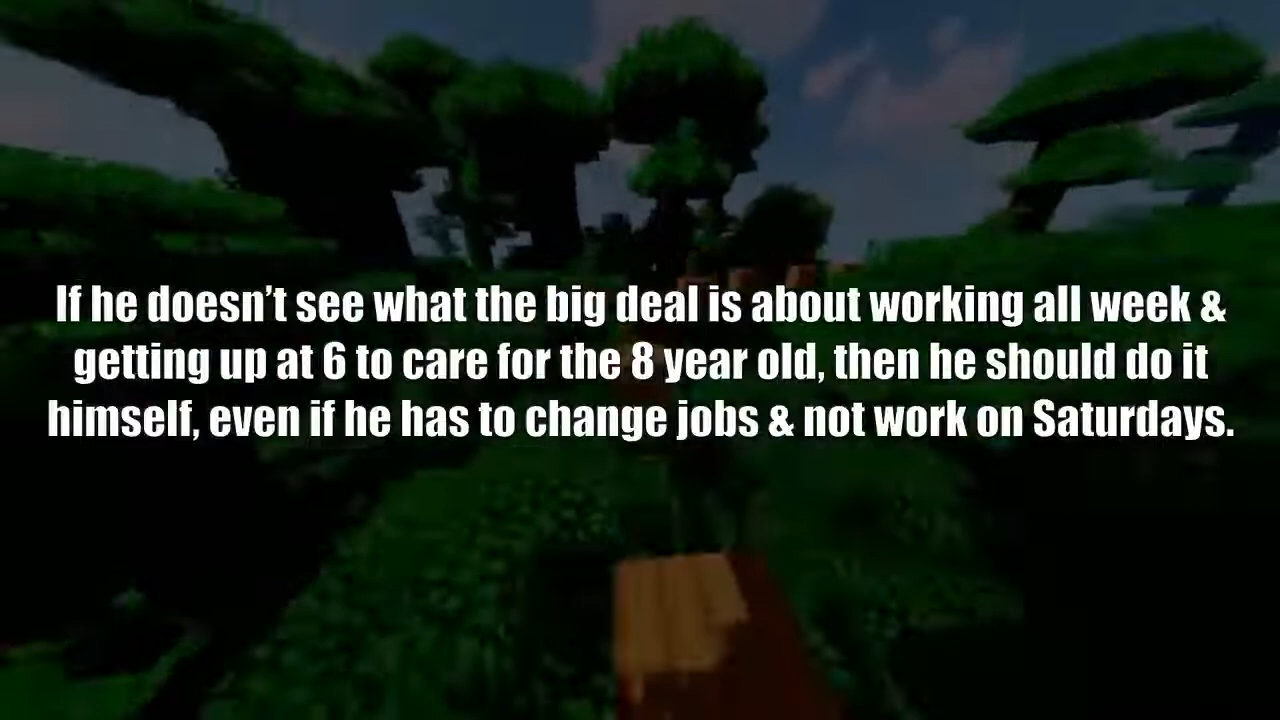 If he doesn’t see what the big deal is about working all week &
getting up at 6 to care for the 8 year old, then he should do it
himself, even if he has to change jobs & not work on Saturdays.